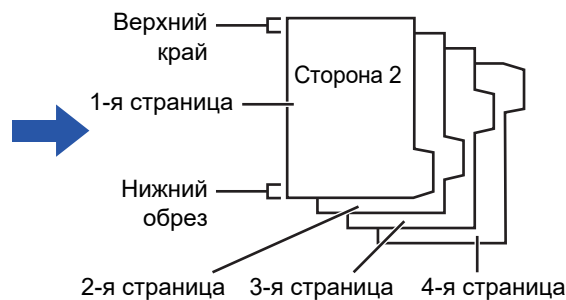 Верхний
край
Сторона 2
1-я страница
Нижний
обрез
2-я страница 3-я страница 4-я страница